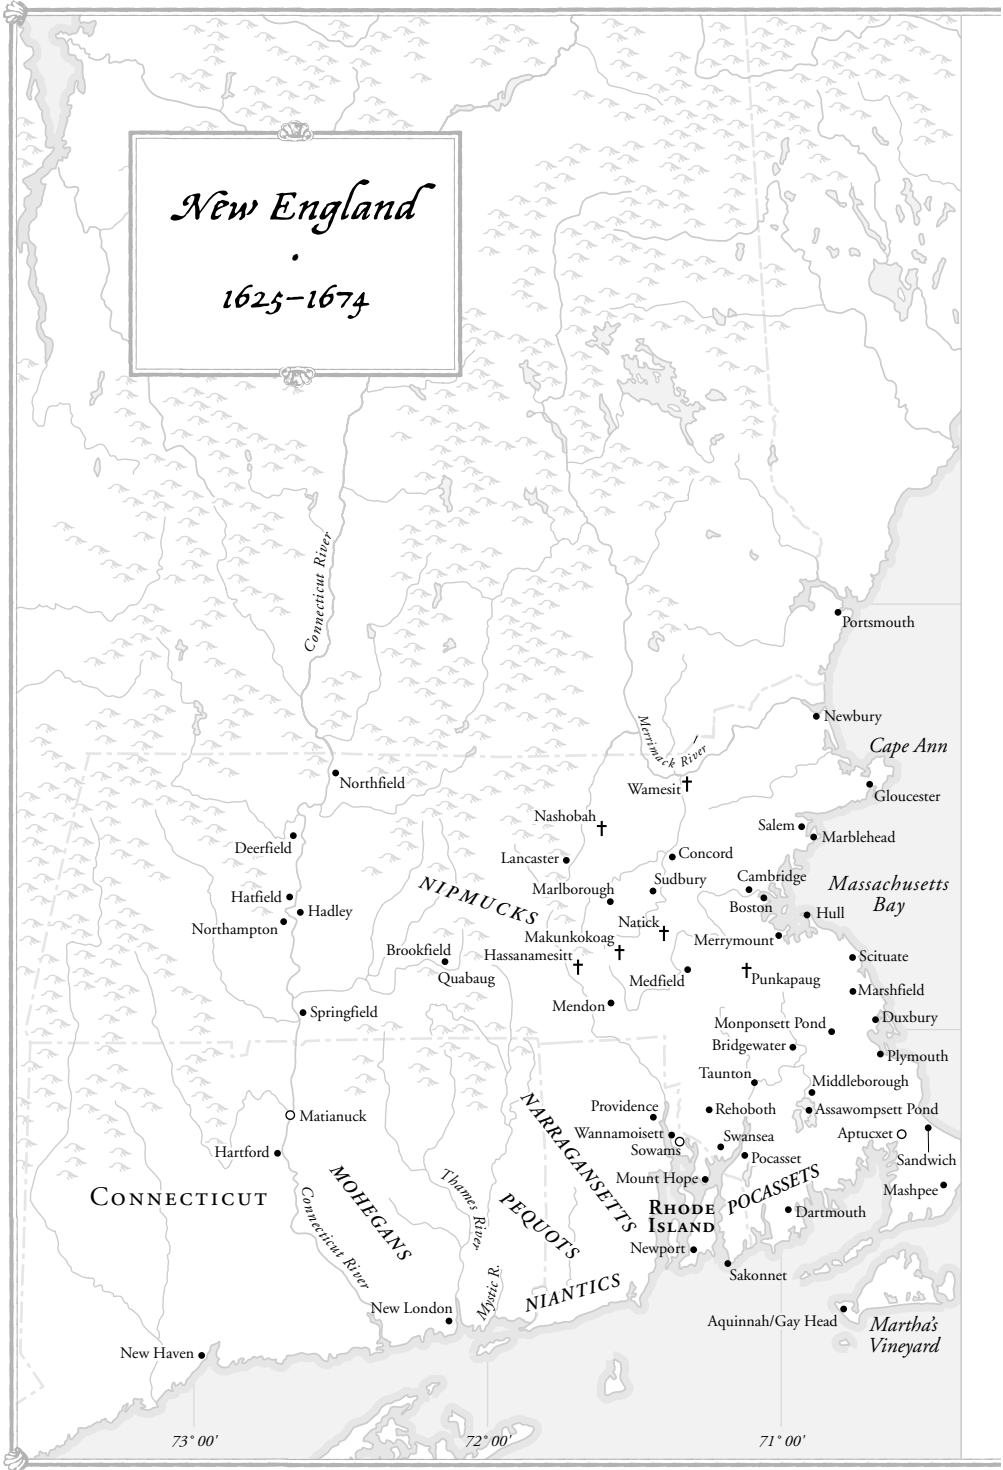 New England
·
1625–1674
Connecticut River
Portsmouth
Newbury
Cape Ann
Merrimack River
Northfield
Wamesit
Gloucester
Nashobah
Salem
Marblehead
Deerfield
Lancaster
Concord
Cambridge
Massachusetts
Bay
Sudbury
NIPMUCKS
Marlborough
Hatfield
Hadley
Boston
Hull
Northampton
Natick
Makunkokoag
Merrymount
Brookfield
Hassanamesitt
Scituate
Quabaug
Medfield
Punkapaug
Marshfield
Mendon
Springfield
Duxbury
Monponsett Pond
Bridgewater
Plymouth
Taunton
Middleborough
Providence
Rehoboth
Assawompsett Pond
Matianuck
NARRAGANSETTS
Wannamoisett
Swansea
Aptucxet
Sowams
Hartford
Pocasset
Sandwich
Mount Hope
POCASSETS
Mashpee
CONNECTICUT
MOHEGANS
Thames River
PEQUOTS
RHODE
ISLAND
Dartmouth
Connecticut River
Newport
Sakonnet
Mystic R.
NIANTICS
New London
Aquinnah/Gay Head
Martha's
Vineyard
New Haven
73° 00'
72° 00'
71° 00'